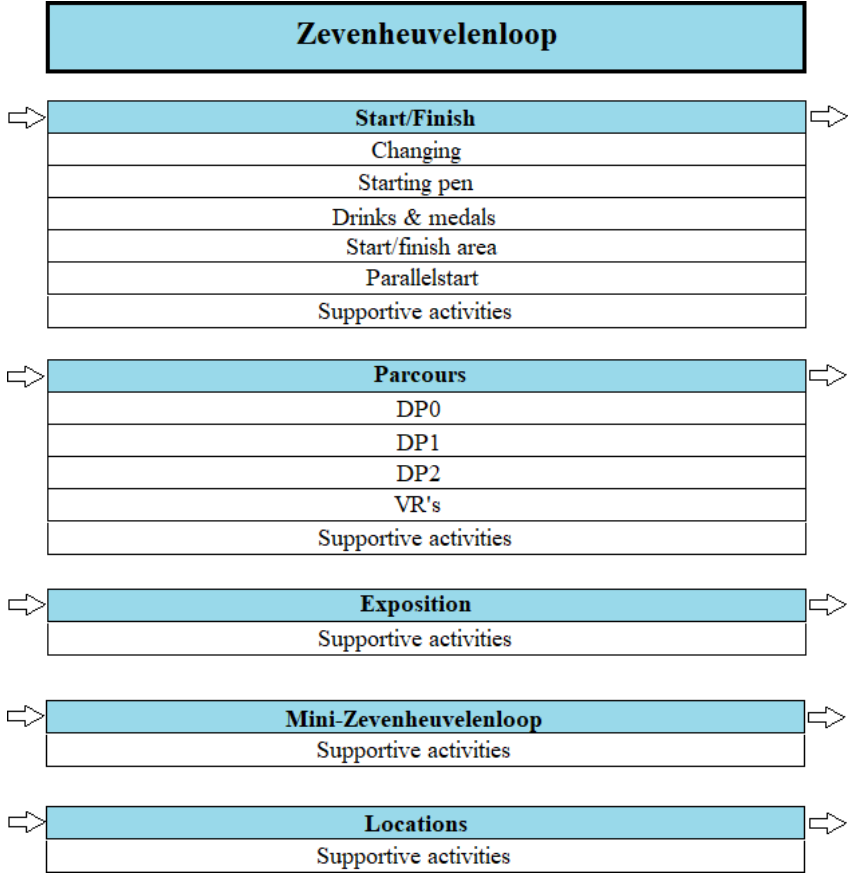 Zevenheuvelenloop
Start/Finish
Changing
Starting pen
Drinks & medals
Start/finish area
Parallelstart
Supportive activities
Parcours
DP0
DP1
DP2
VR's
Supportive activities
Exposition
Supportive activities
Mini-Zevenheuvelenloop
Supportive activities
Locations
Supportive activities